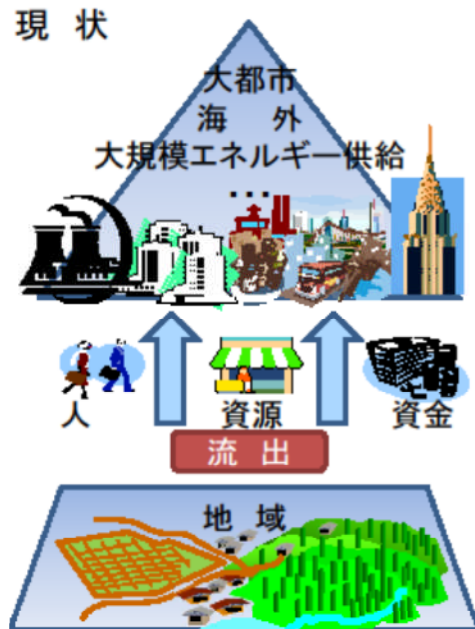 現 状
大都市
海 外
大規模エネルギー供給
…
人
資源
資金
流 出
地 域